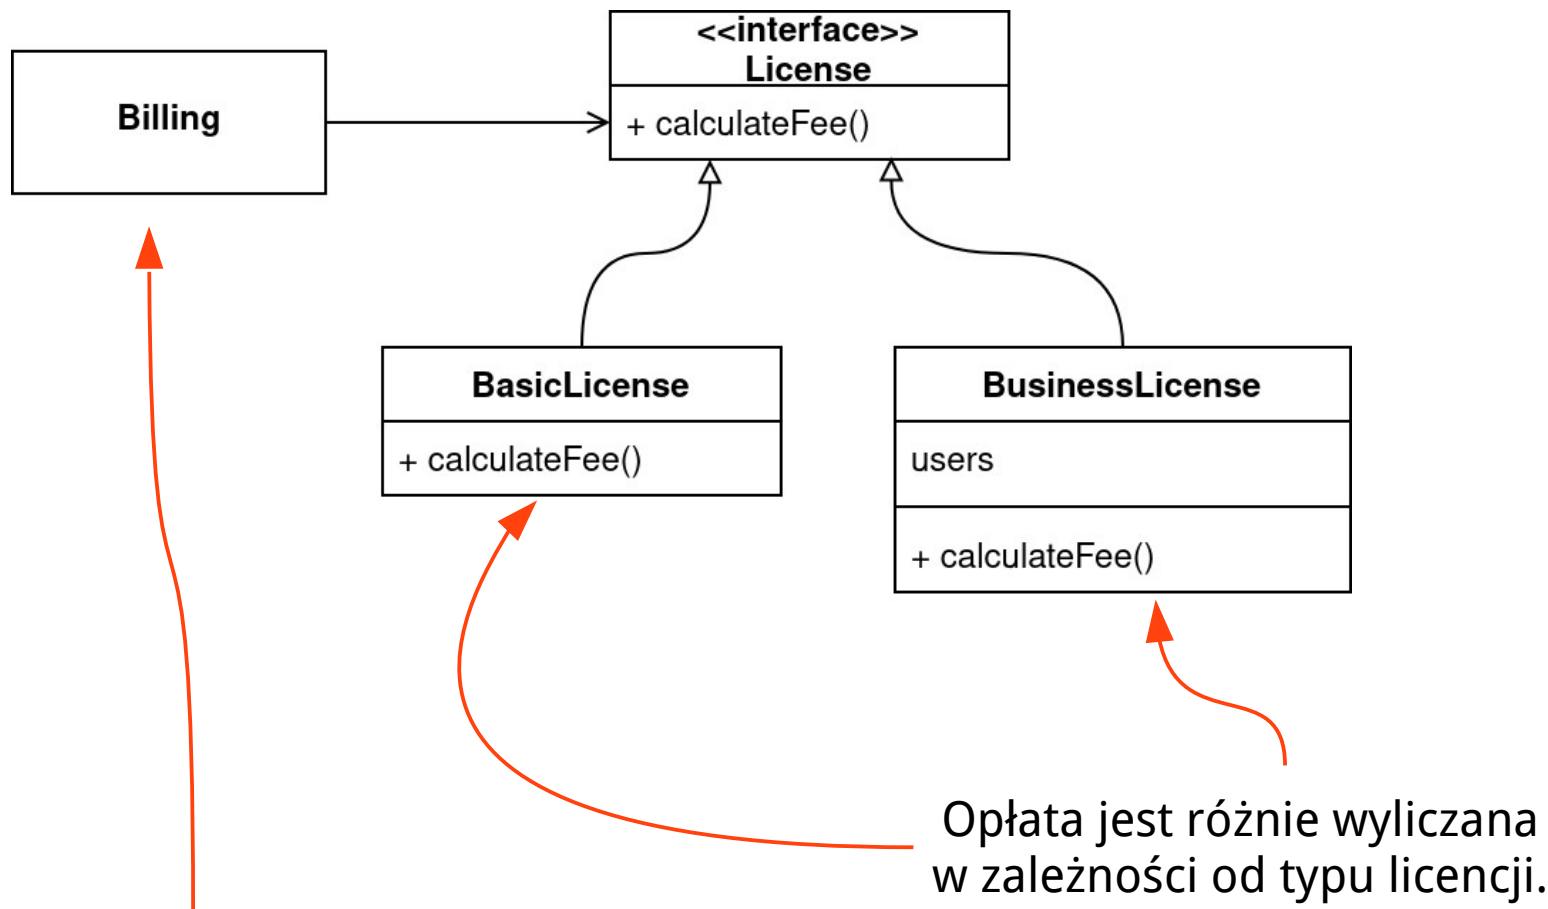 <<interface>>
License
Billing
+ calculateFee()
BasicLicense
BusinessLicense
+ calculateFee()
users
+ calculateFee()
Opłata jest różnie wyliczana
w zależności od typu licencji.